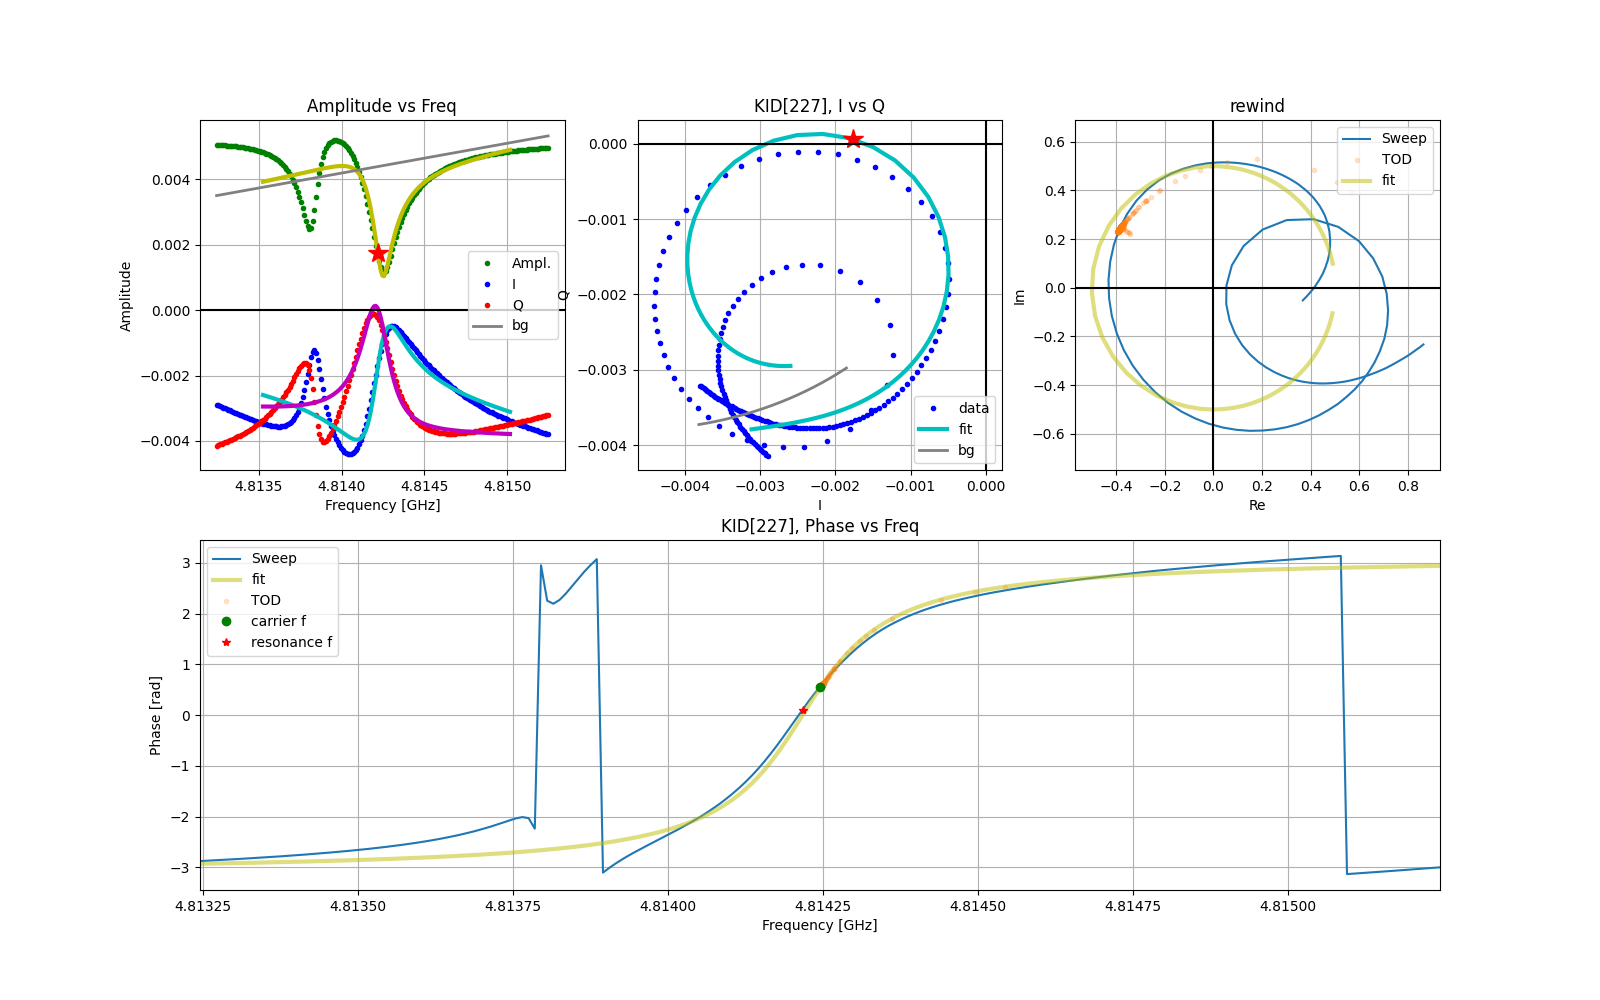 Amplitude vs Freq
Amplitude
0.004
0.002
0.000
−0.002
−0.004
4.8135
4.8140
4.8145
4.8150
Frequency [GHz]
Ampl.
I
Q
bg
KID[227], I vs Q
Q
0.000
−0.001
−0.002
−0.003
−0.004
−0.004
−0.003
−0.002
−0.001
0.000
I
data
fit
bg
rewind
Im
0.6
0.4
0.2
0.0
−0.2
−0.4
−0.6
−0.4
−0.2
0.0
0.2
0.4
0.6
0.8
Re
Sweep
TOD
fit
KID[227], Phase vs Freq
Phase [rad]
3
2
1
0
−1
−2
−3
4.81325
4.81350
4.81375
4.81400
4.81425
4.81450
4.81475
4.81500
Frequency [GHz]
Sweep
fit
TOD
carrier f
resonance f